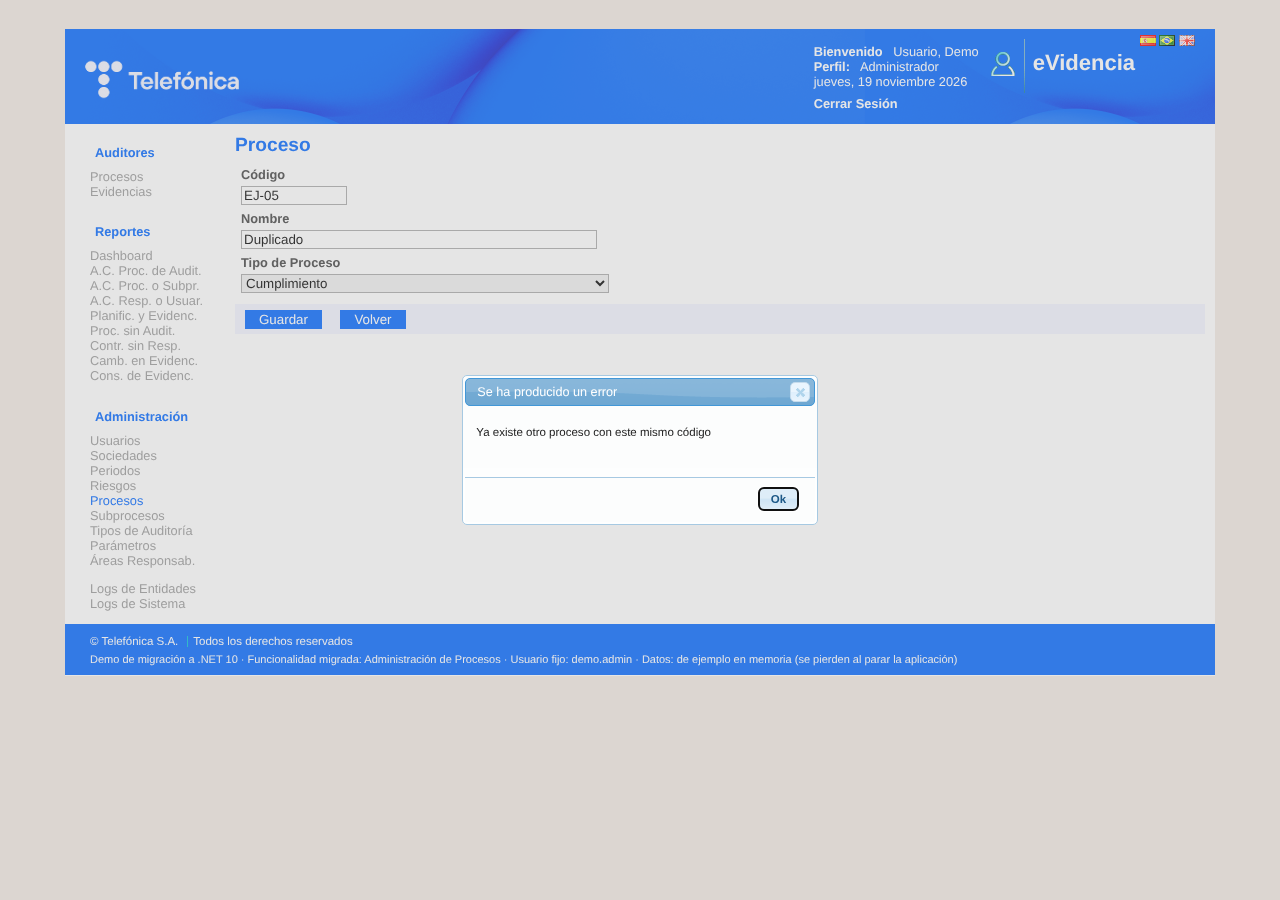 Telefónica
Bienvenido Usuario, Demo
Perfil: Administrador
jueves, 19 noviembre 2026
Cerrar Sesión
eVidencia
Auditores
Procesos
Evidencias
Reportes
Dashboard
A.C. Proc. de Audit.
A.C. Proc. o Subpr.
A.C. Resp. o Usuar.
Planific. y Evidenc.
Proc. sin Audit.
Contr. sin Resp.
Camb. en Evidenc.
Cons. de Evidenc.
Administración
Usuarios
Sociedades
Periodos
Riesgos
Procesos
Subprocesos
Tipos de Auditoría
Parámetros
Áreas Responsab.
Logs de Entidades
Logs de Sistema
Proceso
Código
EJ-05
Nombre
Duplicado
Tipo de Proceso
Cumplimiento
Guardar Volver
Se ha producido un error
Ya existe otro proceso con este mismo código
Ok
© Telefónica S.A. | Todos los derechos reservados
Demo de migración a .NET 10 · Funcionalidad migrada: Administración de Procesos · Usuario fijo: demo.admin · Datos: de ejemplo en memoria (se pierden al parar la aplicación)